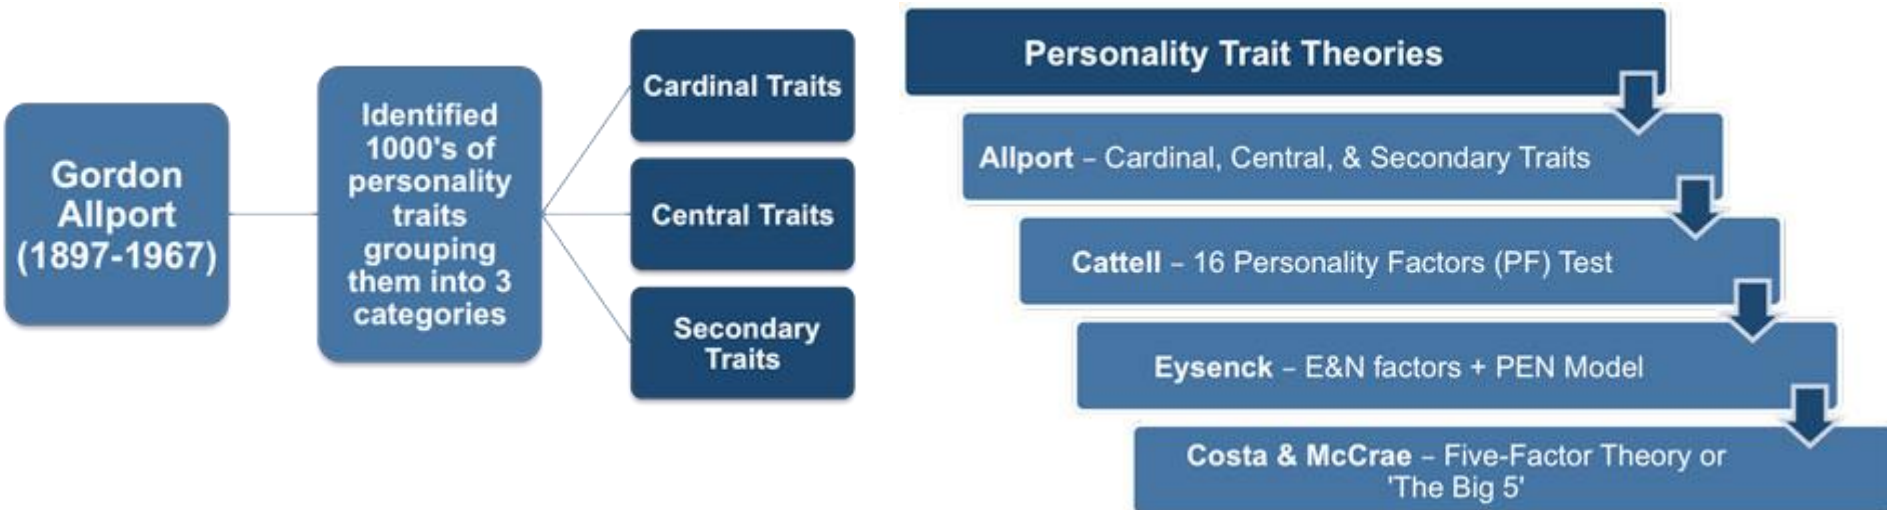 Gordon
Allport
(1897-1967)
Identified
1000's of
personality
traits
grouping
them into 3
categories
Cardinal Traits
Central Traits
Secondary
Traits
Personality Trait Theories
Allport – Cardinal, Central, & Secondary Traits
Cattell – 16 Personality Factors (PF) Test
Eysenck – E&N factors + PEN Model
Costa & McCrae – Five-Factor Theory or
'The Big 5'